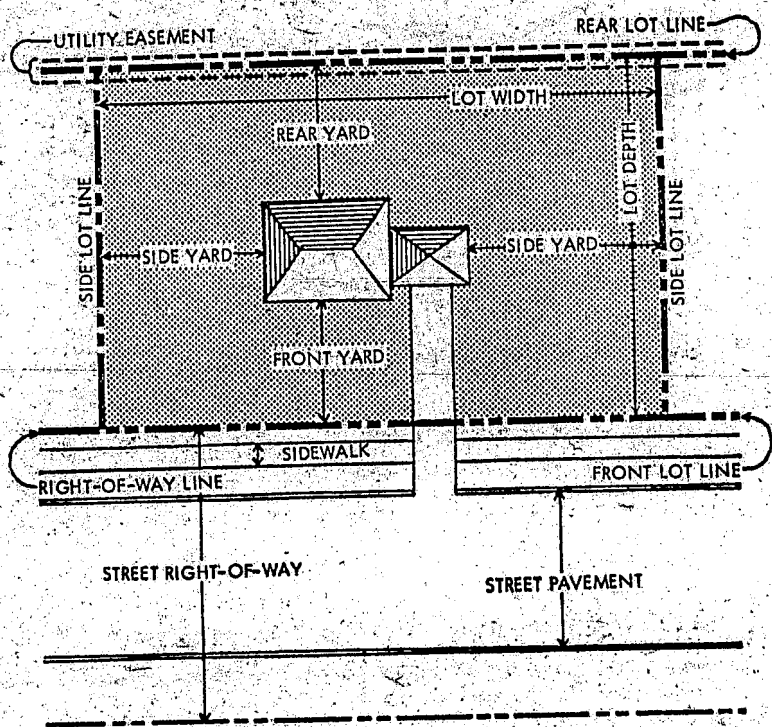 UTILITY EASEMENT
REAR LOT LINE
LOT WIDTH
REAR YARD
LOT DEPTH
SIDE LOT LINE
SIDE YARD
SIDE YARD
SIDE LOT LINE
FRONT YARD
SIDEWALK
RIGHT-OF-WAY LINE
FRONT LOT LINE
STREET RIGHT-OF-WAY
STREET PAVEMENT